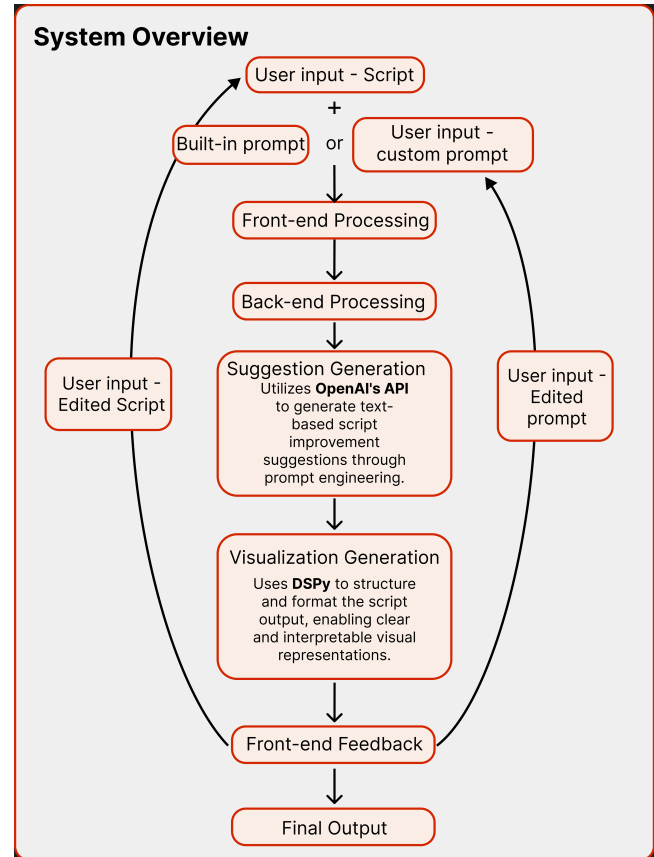 System Overview
User input - Script
+
Built-in prompt
or
User input -
custom prompt
Front-end Processing
Back-end Processing
User input -
Edited Script
Suggestion Generation
Utilizes OpenAI's API
to generate text-
based script
improvement
suggestions through
prompt engineering.
User input -
Edited
prompt
Visualization Generation
Uses DSPy to structure
and format the script
output, enabling clear
and interpretable visual
representations.
Front-end Feedback
Final Output